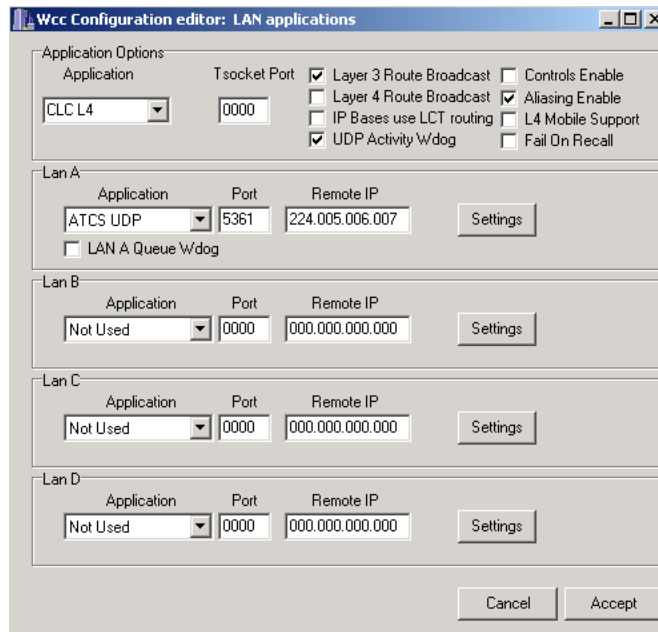 Wcc Configuration editor: LAN applications
Application Options
Application
Tsocket Port
CLC L4
0000
Layer 3 Route Broadcast
Layer 4 Route Broadcast
IP Bases use LCT routing
UDP Activity Wdog
Controls Enable
Aliasing Enable
L4 Mobile Support
Fail On Recall
Lan A
Application Port Remote IP
ATCS UDP 5361 224.005.006.007 Settings
LAN A Queue Wdog
Lan B
Application Port Remote IP
Not Used 0000 000.000.000.000 Settings
Lan C
Application Port Remote IP
Not Used 0000 000.000.000.000 Settings
Lan D
Application Port Remote IP
Not Used 0000 000.000.000.000 Settings
Cancel Accept